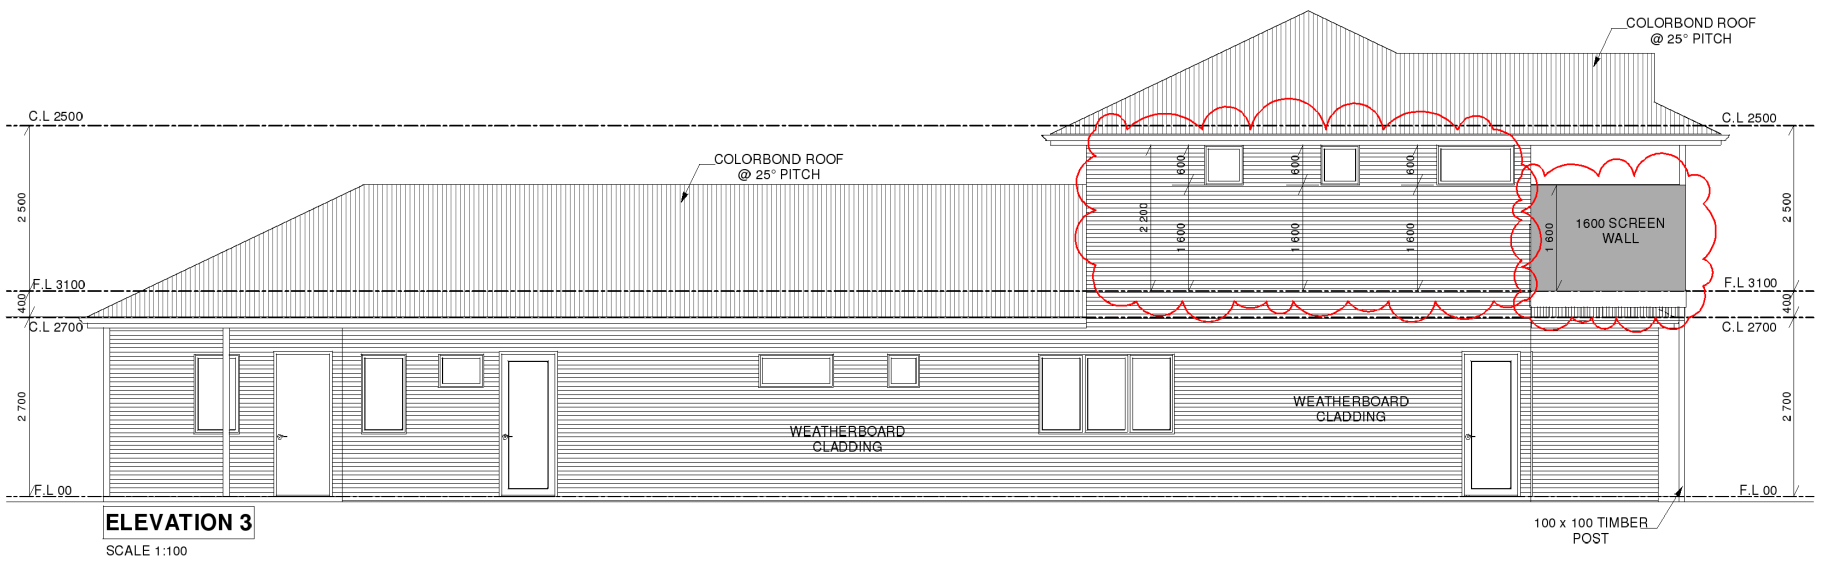 COLORBOND ROOF
@ 25° PITCH
C.L 2500
C.L 2500
COLORBOND ROOF
@ 25° PITCH
600
600
600
2 500
2 200
1 600
1 600
1 600
1 600
1600 SCREEN
WALL
2 500
F.L 3100
F.L 3100
400
400
C.L 2700
C.L 2700
2 700
WEATHERBOARD
CLADDING
WEATHERBOARD
CLADDING
2 700
F.L 00
F.L 00
ELEVATION 3
SCALE 1:100
100 x 100 TIMBER
POST